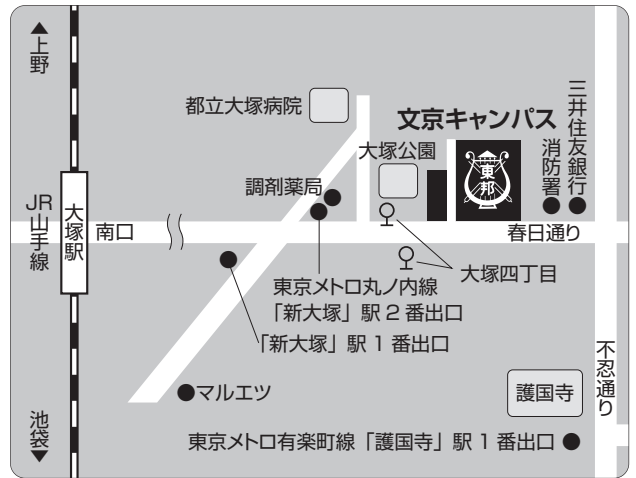 ▲上野
都立大塚病院
文京キャンパス
大塚公園
三井住友銀行
消防署
東邦
調剤薬局
JR山手線
大塚駅
南口
春日通り
大塚四丁目
東京メトロ丸ノ内線
「新大塚」駅2番出口
「新大塚」駅1番出口
不忍通り
マルエツ
護国寺
池袋▼
東京メトロ有楽町線「護国寺」駅1番出口